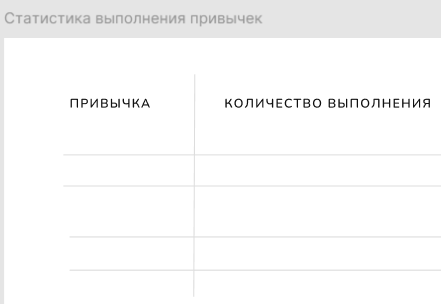 Статистика выполнения привычек
ПРИВЫЧКА
КОЛИЧЕСТВО ВЫПОЛНЕНИЯ